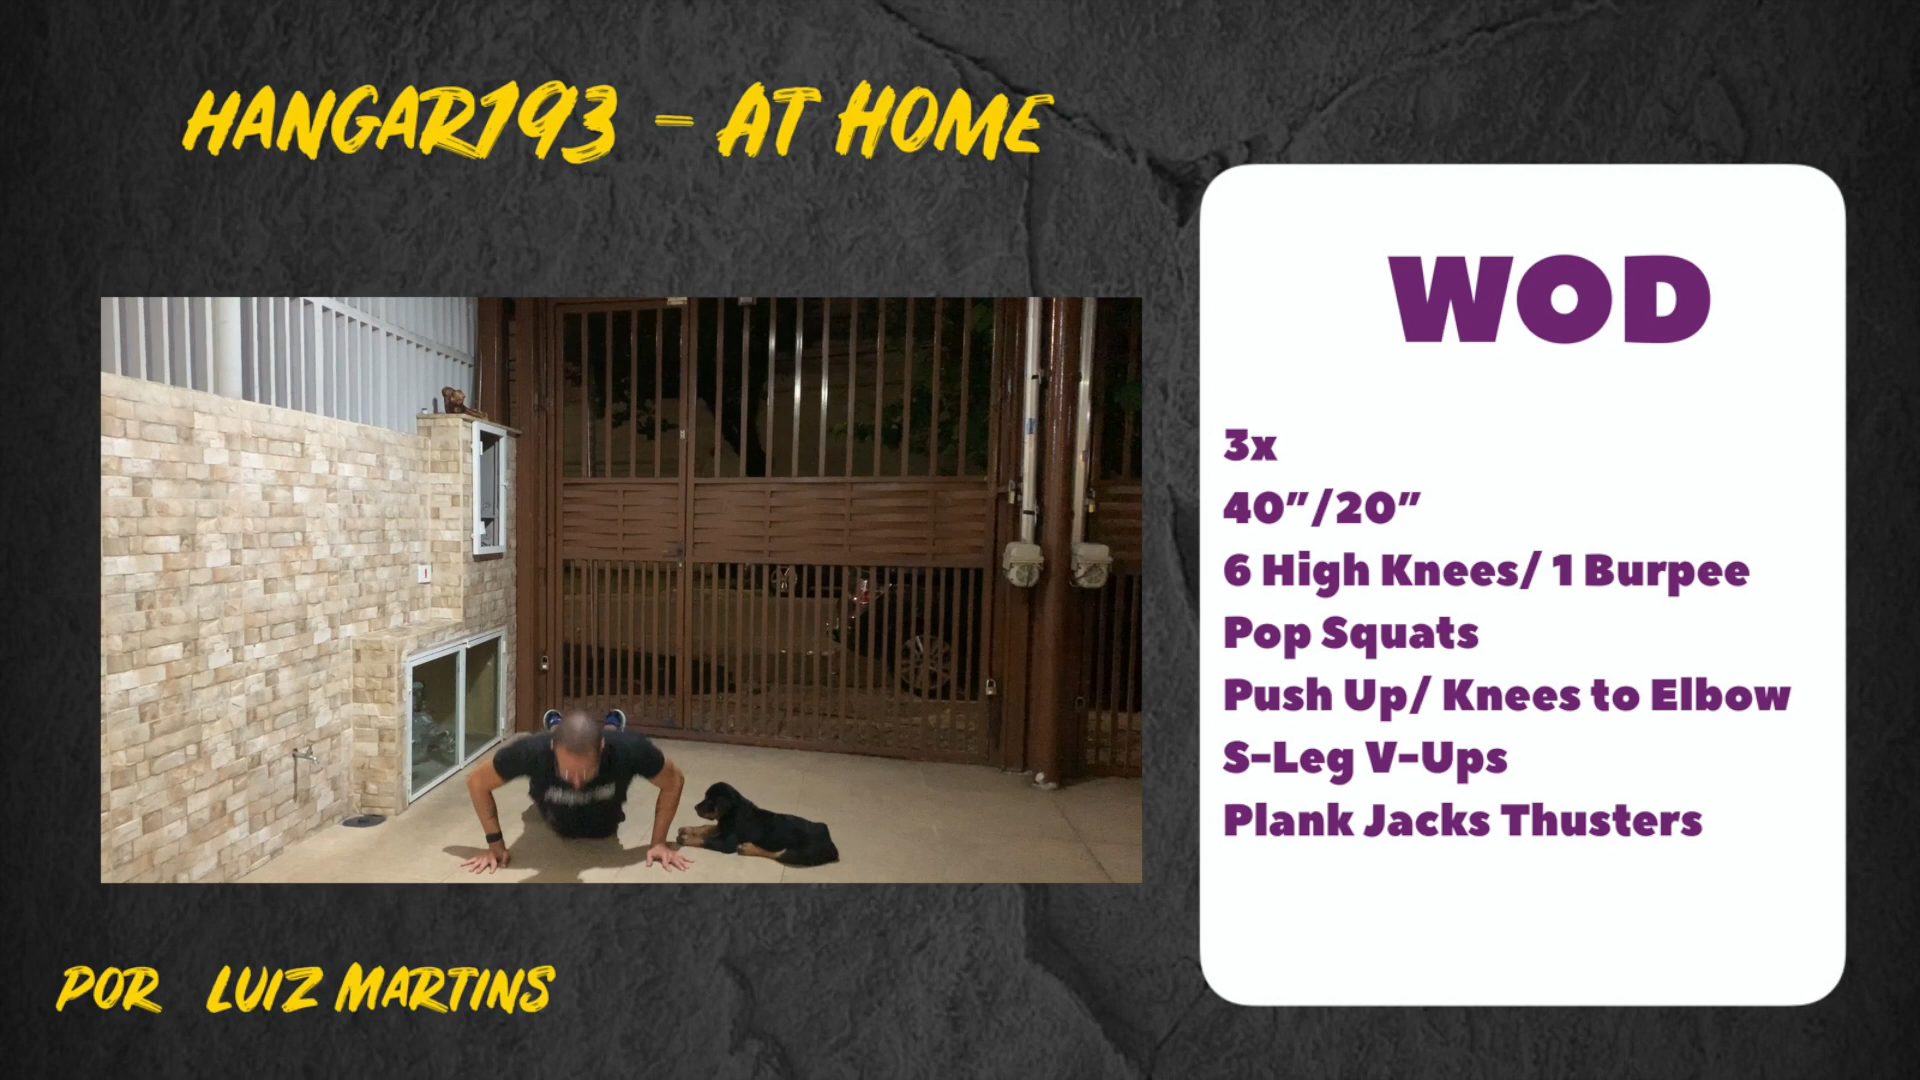 HANGAR193 - AT HOME
WOD
3x
40”/20”
6 High Knees/ 1 Burpee
Pop Squats
Push Up/ Knees to Elbow
S-Leg V-Ups
Plank Jacks Thusters
POR LUIZ MARTINS